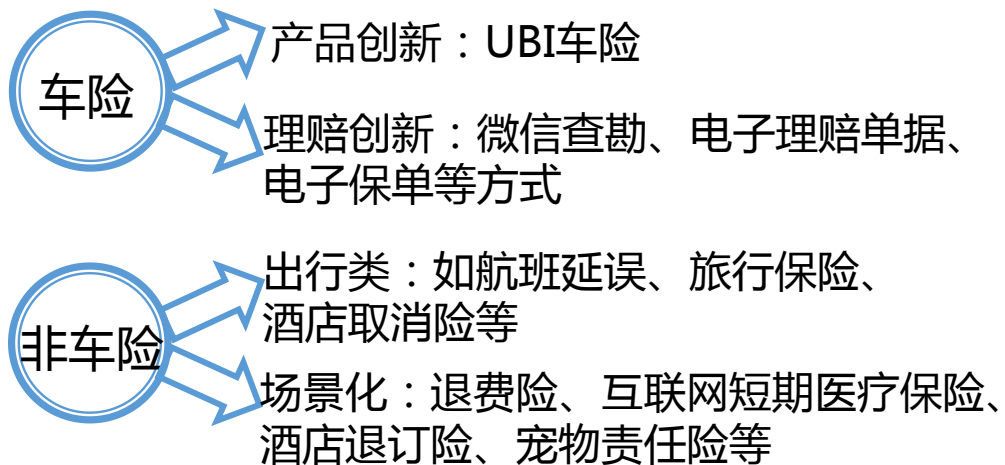 车险
产品创新：UBI车险
理赔创新：微信查勘、电子理赔单据、
电子保单等方式
非车险
出行类：如航班延误、旅行保险、
酒店取消险等
场景化：退费险、互联网短期医疗保险、
酒店退订险、宠物责任险等